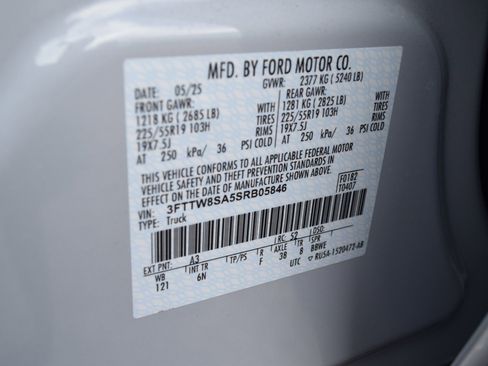 MFD. BY FORD MOTOR CO.
DATE: 05/25 GVWR: 2377 KG ( 5240 LB)
FRONT GAWR: REAR GAWR:
1218 KG ( 2685 LB) WITH 1281 KG ( 2825 LB) WITH
225/55R19 103H TIRES 225/55R19 103H TIRES
19X7.5J RIMS 19X7.5J RIMS
AT 250 kPa/ 36 PSI COLD AT 250 kPa/ 36 PSI COLD
THIS VEHICLE CONFORMS TO ALL APPLICABLE FEDERAL MOTOR
VEHICLE SAFETY AND THEFT PREVENTION STANDARDS IN
EFFECT ON THE DATE OF MANUFACTURE SHOWN ABOVE.
VIN: 3FTTW8SA5SRB05846 F0182
TYPE: Truck T0407
EXT PNT: A3 RC: 52 DSO:
WB INT TR TP/PS R AXLE TR SPR
121 6N F 38 8 BBWE
UTC RU5A-1520472-AB